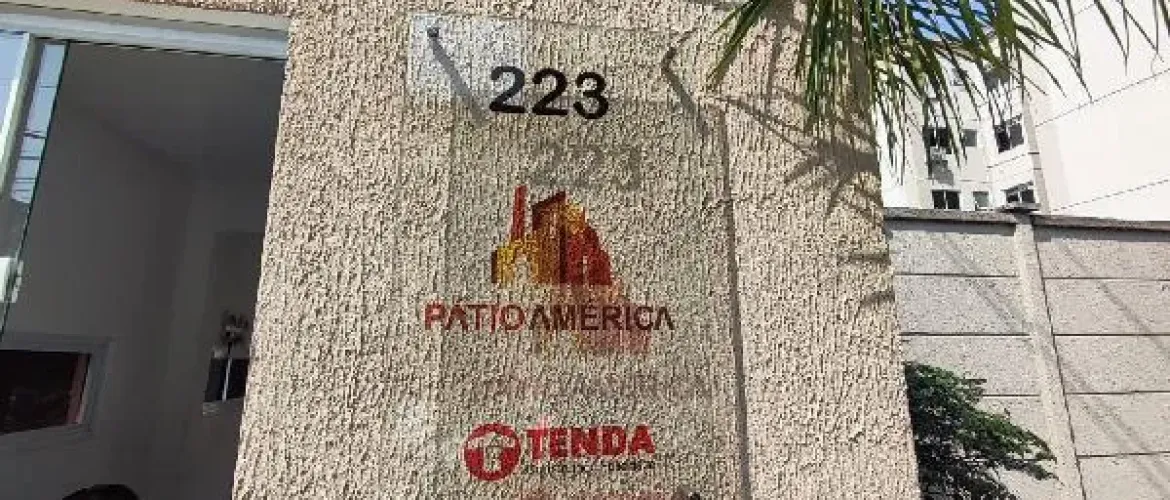 223
PATIO AMÉRICA
TENDA